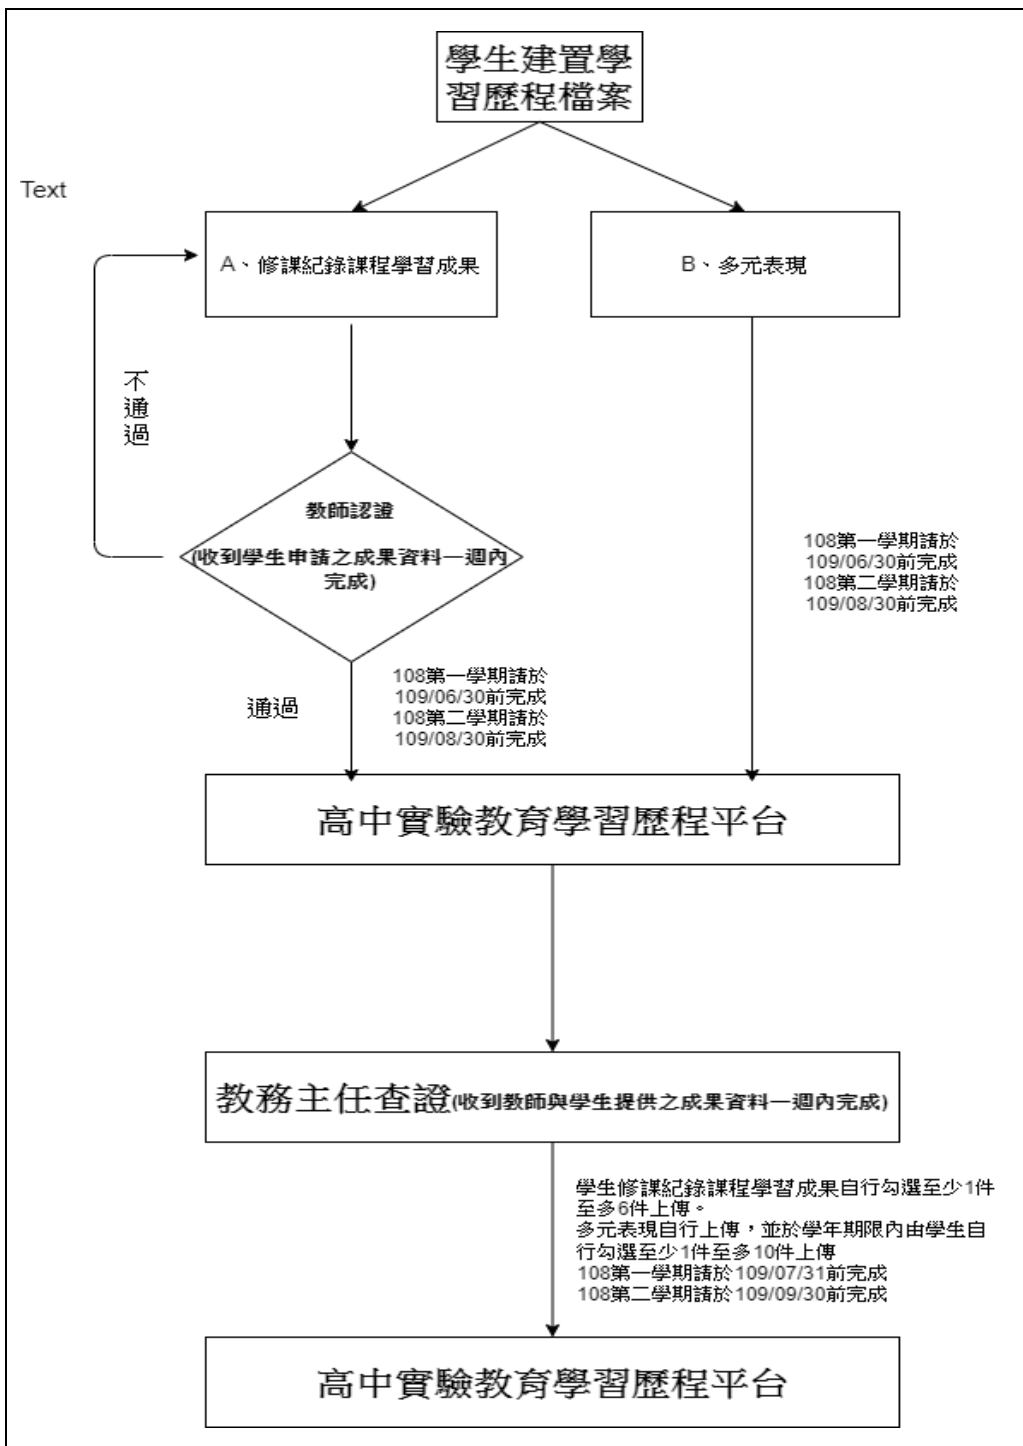 學生建置學
習歷程檔案
Text
A、修課紀錄課程學習成果
B、多元表現
不
通
過
教師認證
(收到學生申請之成果資料一週內
完成)
108第一學期請於
109/06/30前完成
108第二學期請於
109/08/30前完成
通過
108第一學期請於
109/06/30前完成
108第二學期請於
109/08/30前完成
高中實驗教育學習歷程平台
教務主任查證(收到教師與學生提供之成果資料一週內完成)
學生修課紀錄課程學習成果自行勾選至少1件
至多6件上傳。
多元表現自行上傳，並於學年期限內由學生自
行勾選至少1件至多10件上傳
108第一學期請於109/07/31前完成
108第二學期請於109/09/30前完成
高中實驗教育學習歷程平台